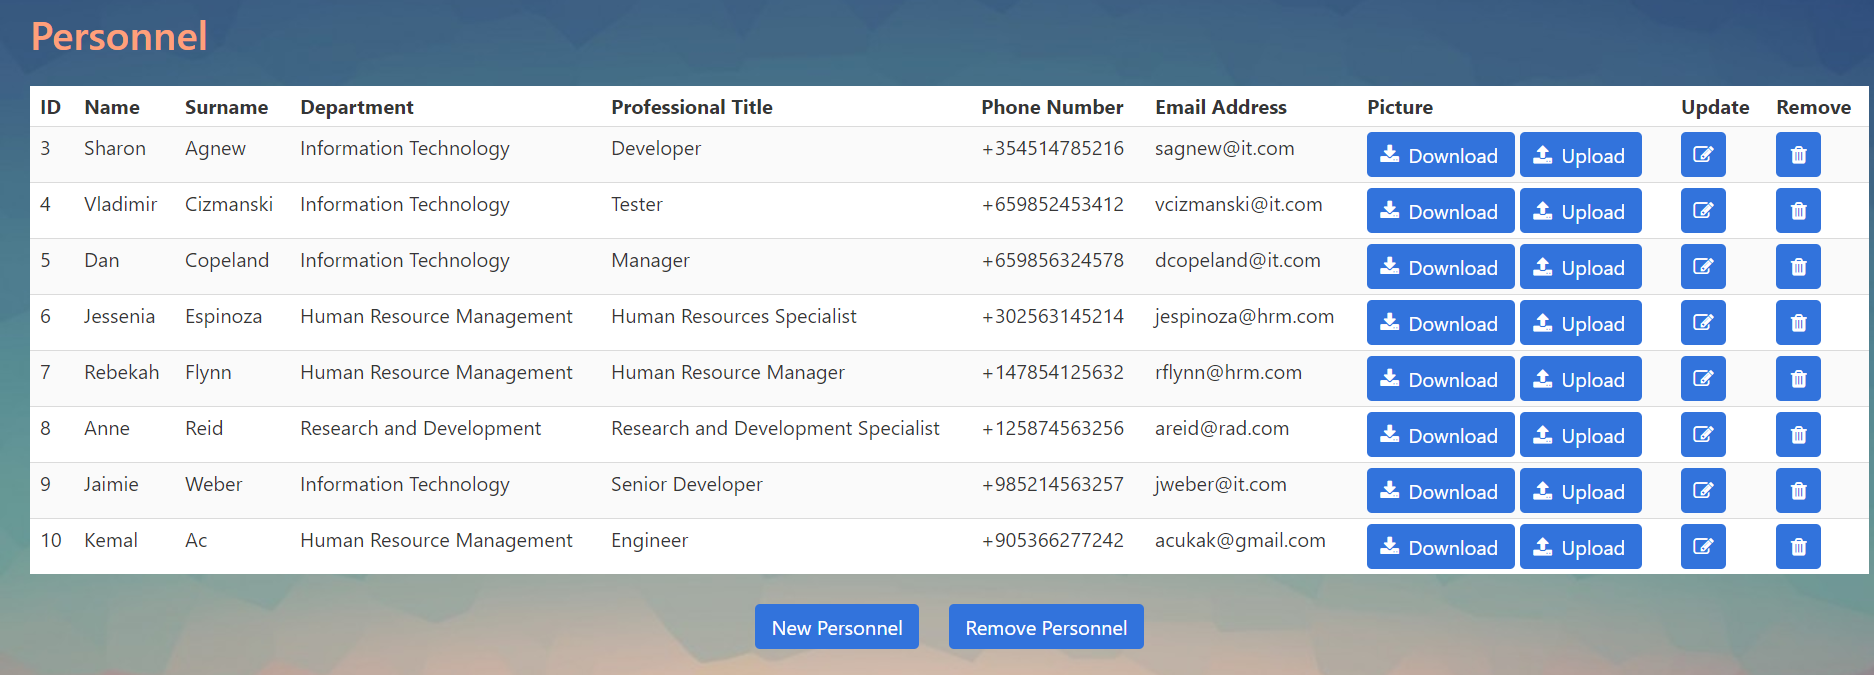 Personnel
ID Name Surname Department Professional Title Phone Number Email Address Picture Update Remove
3 Sharon Agnew Information Technology Developer +354514785216 sagnew@it.com Download Upload
4 Vladimir Cizmanski Information Technology Tester +659852453412 vcizmanski@it.com Download Upload
5 Dan Copeland Information Technology Manager +659856324578 dcopeland@it.com Download Upload
6 Jessenia Espinoza Human Resource Management Human Resources Specialist +302563145214 jespinoza@hrm.com Download Upload
7 Rebekah Flynn Human Resource Management Human Resource Manager +147854125632 rflynn@hrm.com Download Upload
8 Anne Reid Research and Development Research and Development Specialist +125874563256 areid@rad.com Download Upload
9 Jaimie Weber Information Technology Senior Developer +985214563257 jweber@it.com Download Upload
10 Kemal Ac Human Resource Management Engineer +905366277242 acukak@gmail.com Download Upload
New Personnel Remove Personnel